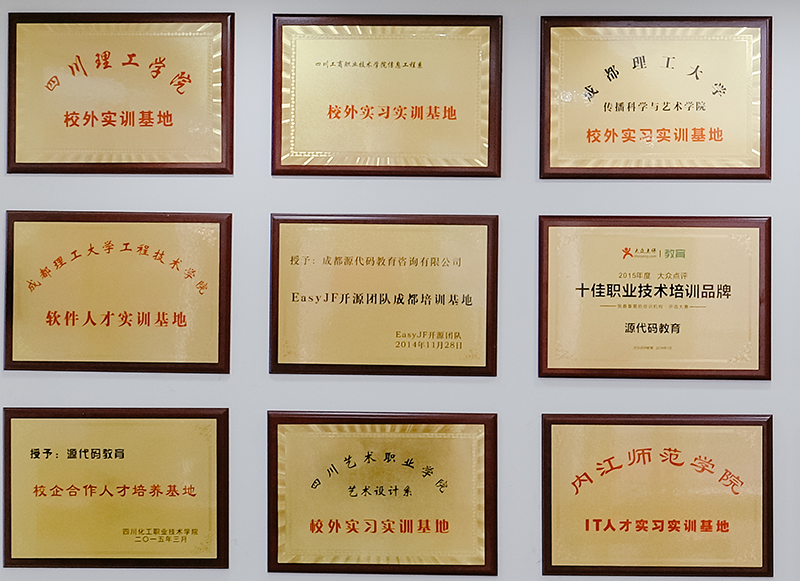 四川理工学院
校外实训基地
四川工商职业技术学院信息工程系
校外实习实训基地
成都理工大学
传播科学与艺术学院
校外实习实训基地
成都理工大学工程技术学院
软件人才实训基地
授予：成都源代码教育咨询有限公司
EasyJF开源团队成都培训基地
EasyJF开源团队
2014年11月28日
大众点评 | 教育
2015年度 大众点评
十佳职业技术培训品牌
源代码教育
授予：源代码教育
校企合作人才培养基地
四川化工职业技术学院
二〇一五年三月
四川艺术职业学院
艺术设计系
校外实习实训基地
内江师范学院
IT人才实习实训基地